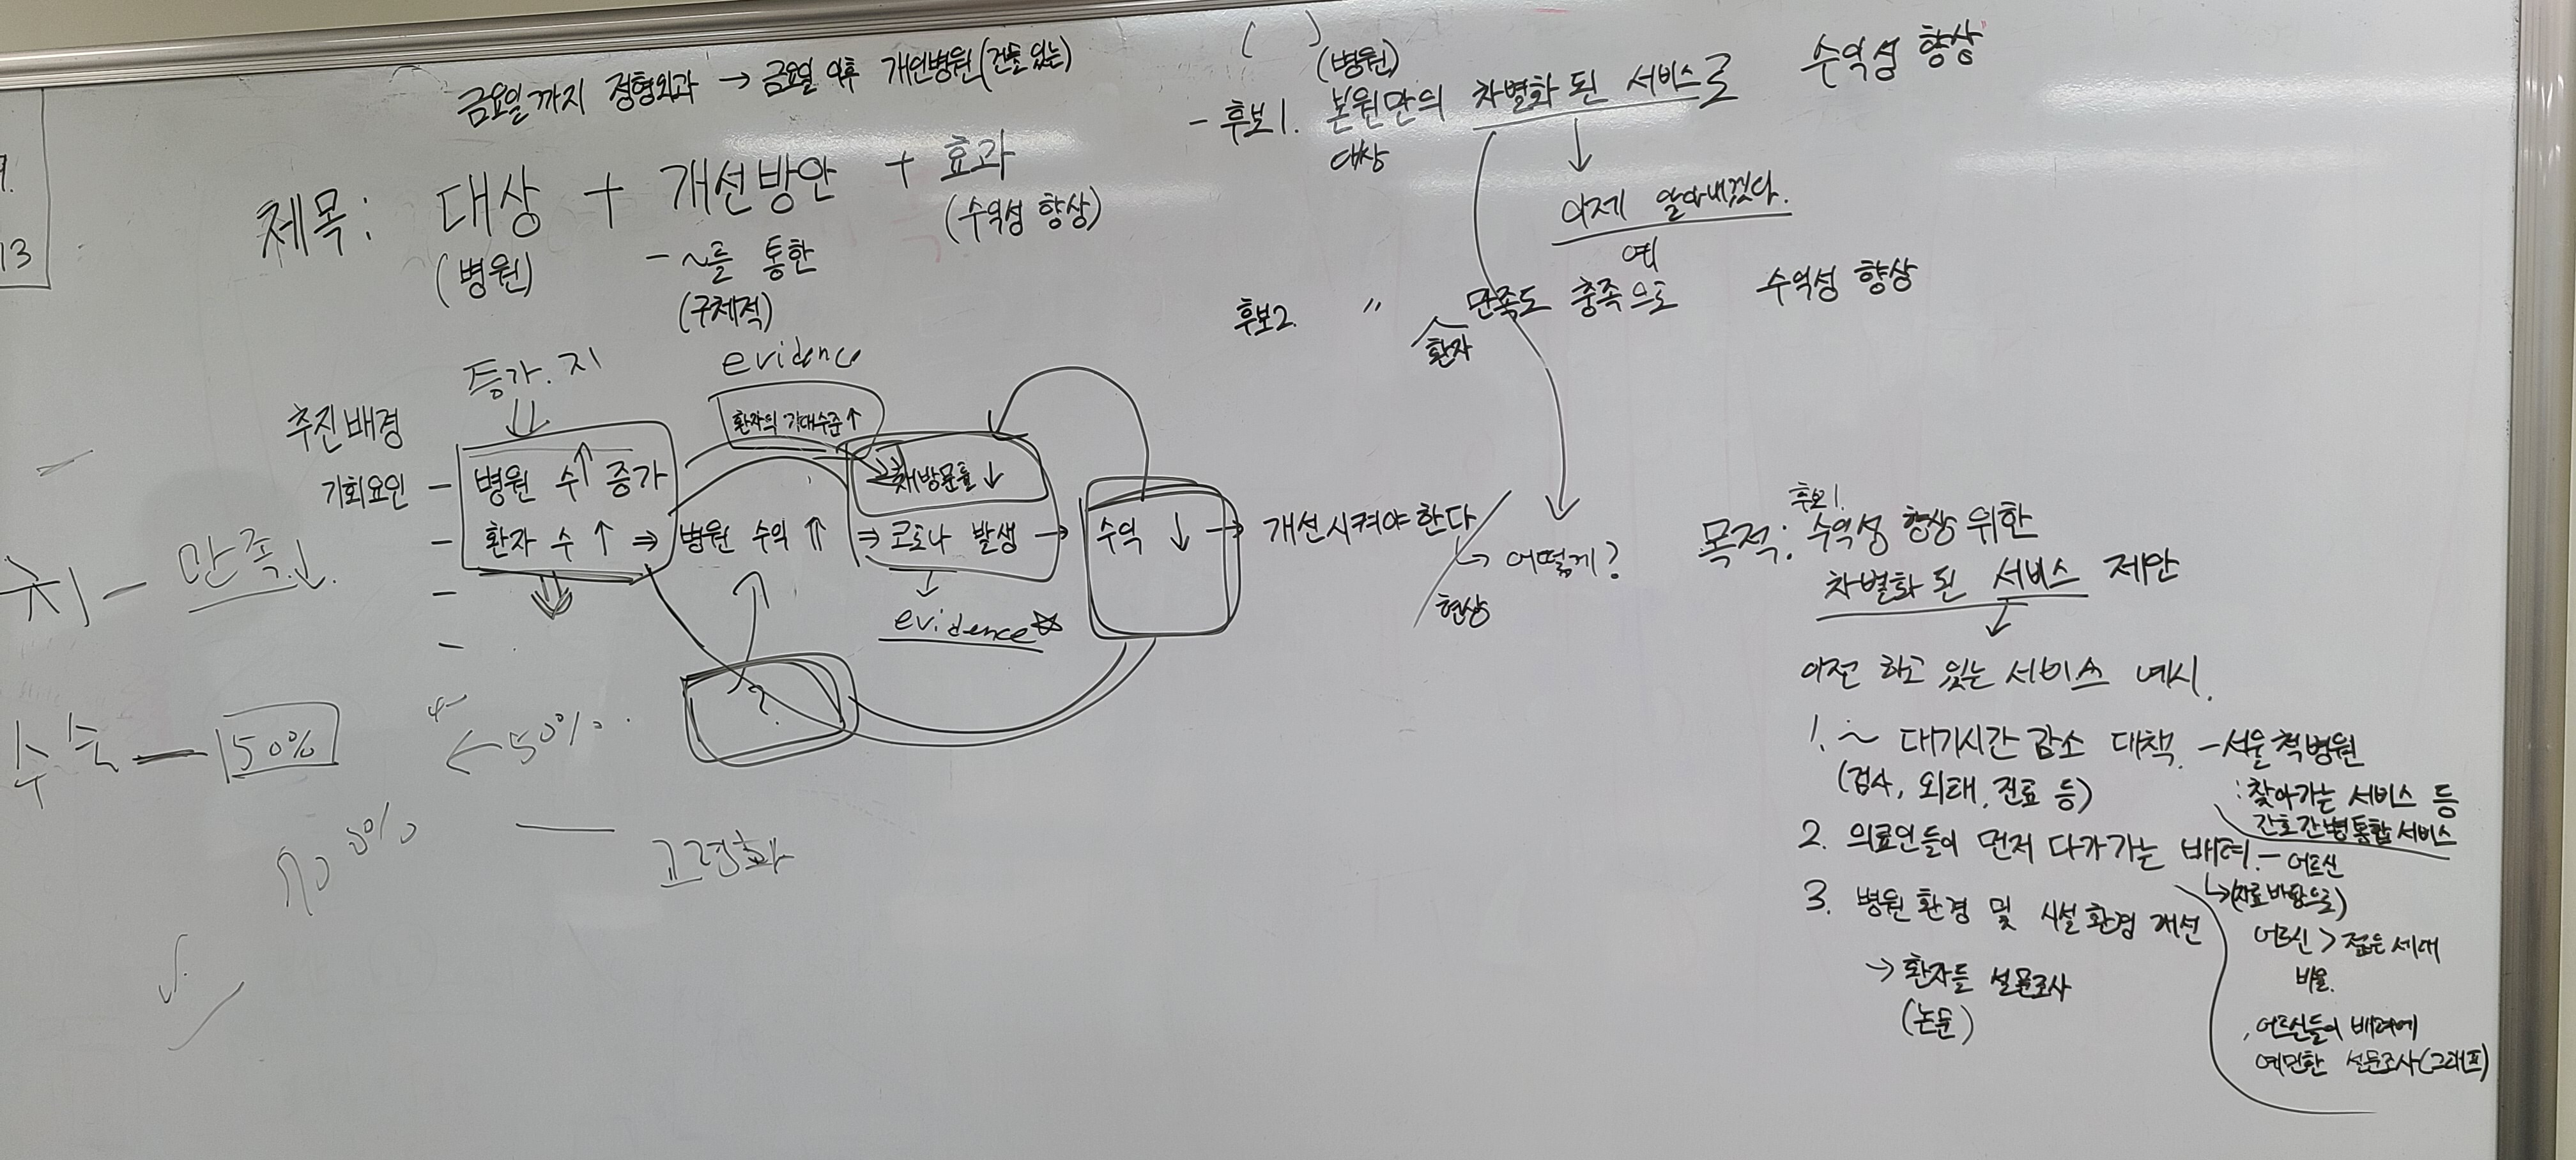 금요일까지 정형외과 → 금요일 이후 개인병원(건물 있는)
제목: 대상 + 개선방안 + 효과
(병원)
- ~를 통한
(구체적)
(수익성 향상)
evidence
환자의 기대수준↑
추진배경
기회요인
- 병원 수↑ 증가
- 환자 수↑ ⇒ 병원 수익⇑ ⇒ 코로나 발생 → 수익↓ → 개선시켜야 한다
재방문율↓
evidence☆
?
어떻게?
현상
만족↓
50%
← 50%
고령화
( )
(병원)
- 후보1. 본원만의 차별화 된 서비스로 수익성 향상
대상
이제 알아내겠다.
예
후보2. 〃 만족도 충족으로 수익성 향상
환자
후보1.
목적: 수익성 향상 위한
차별화 된 서비스 제안
이전 하고 있는 서비스 예시.
1. ~ 대기시간 감소 대책. - 서울척병원
(검사, 외래, 진료 등)
: 찾아가는 서비스 등
간호간병통합서비스
2. 의료인들이 먼저 다가가는 배려. - 어르신
↳(자료바탕으로)
어르신 > 젊은 세대
비율.
3. 병원 환경 및 시설 환경 개선
→ 환자들 설문조사
(논문)
, 어르신들이 배려에
예민한 설문조사(그래프)